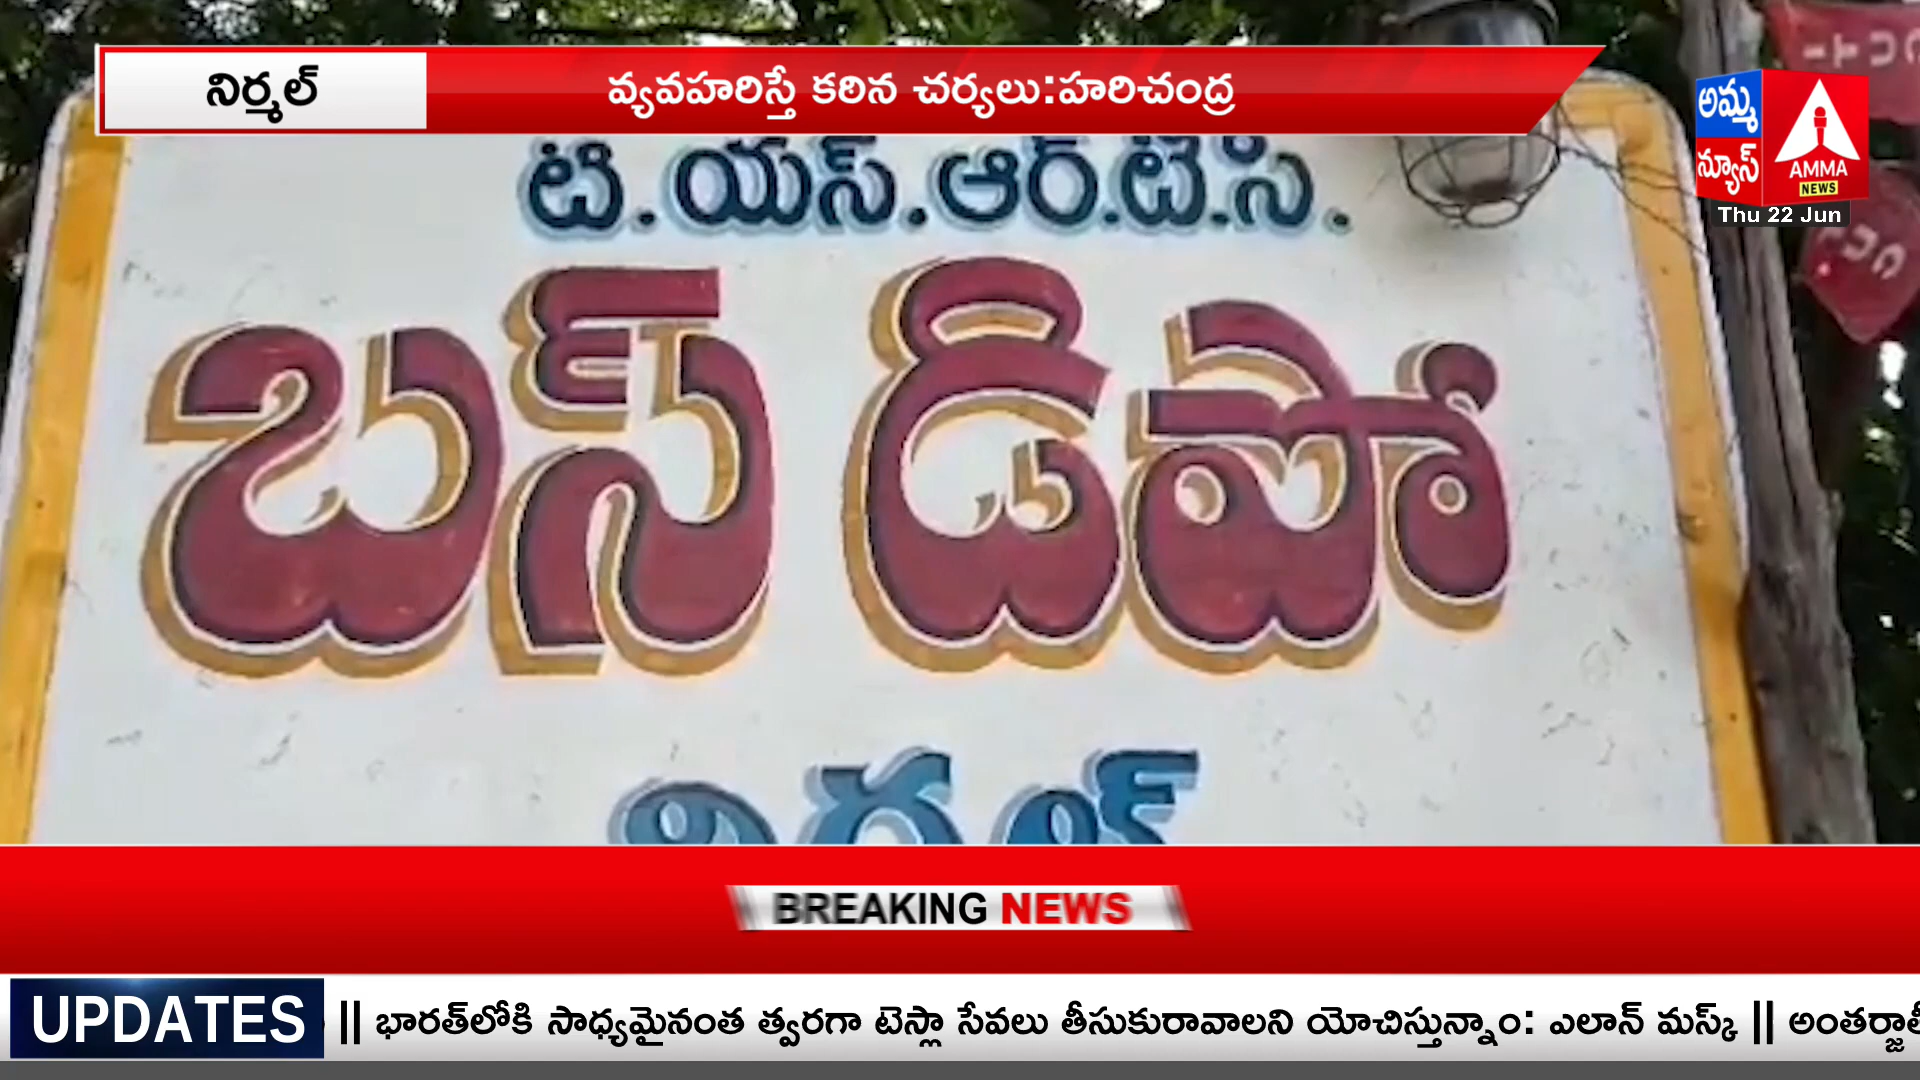 నిర్మల్
వ్యవహరిస్తే కఠిన చర్యలు:హరిచంద్ర
అమ్మ
న్యూస్
AMMA
NEWS
Thu 22 Jun
టి.యస్.ఆర్.టి.సి.
బస్ డిపో
BREAKING NEWS
UPDATES
|| భారత్‌లోకి సాధ్యమైనంత త్వరగా టెస్లా సేవలు తీసుకురావాలని యోచిస్తున్నాం: ఎలాన్ మస్క్ ||